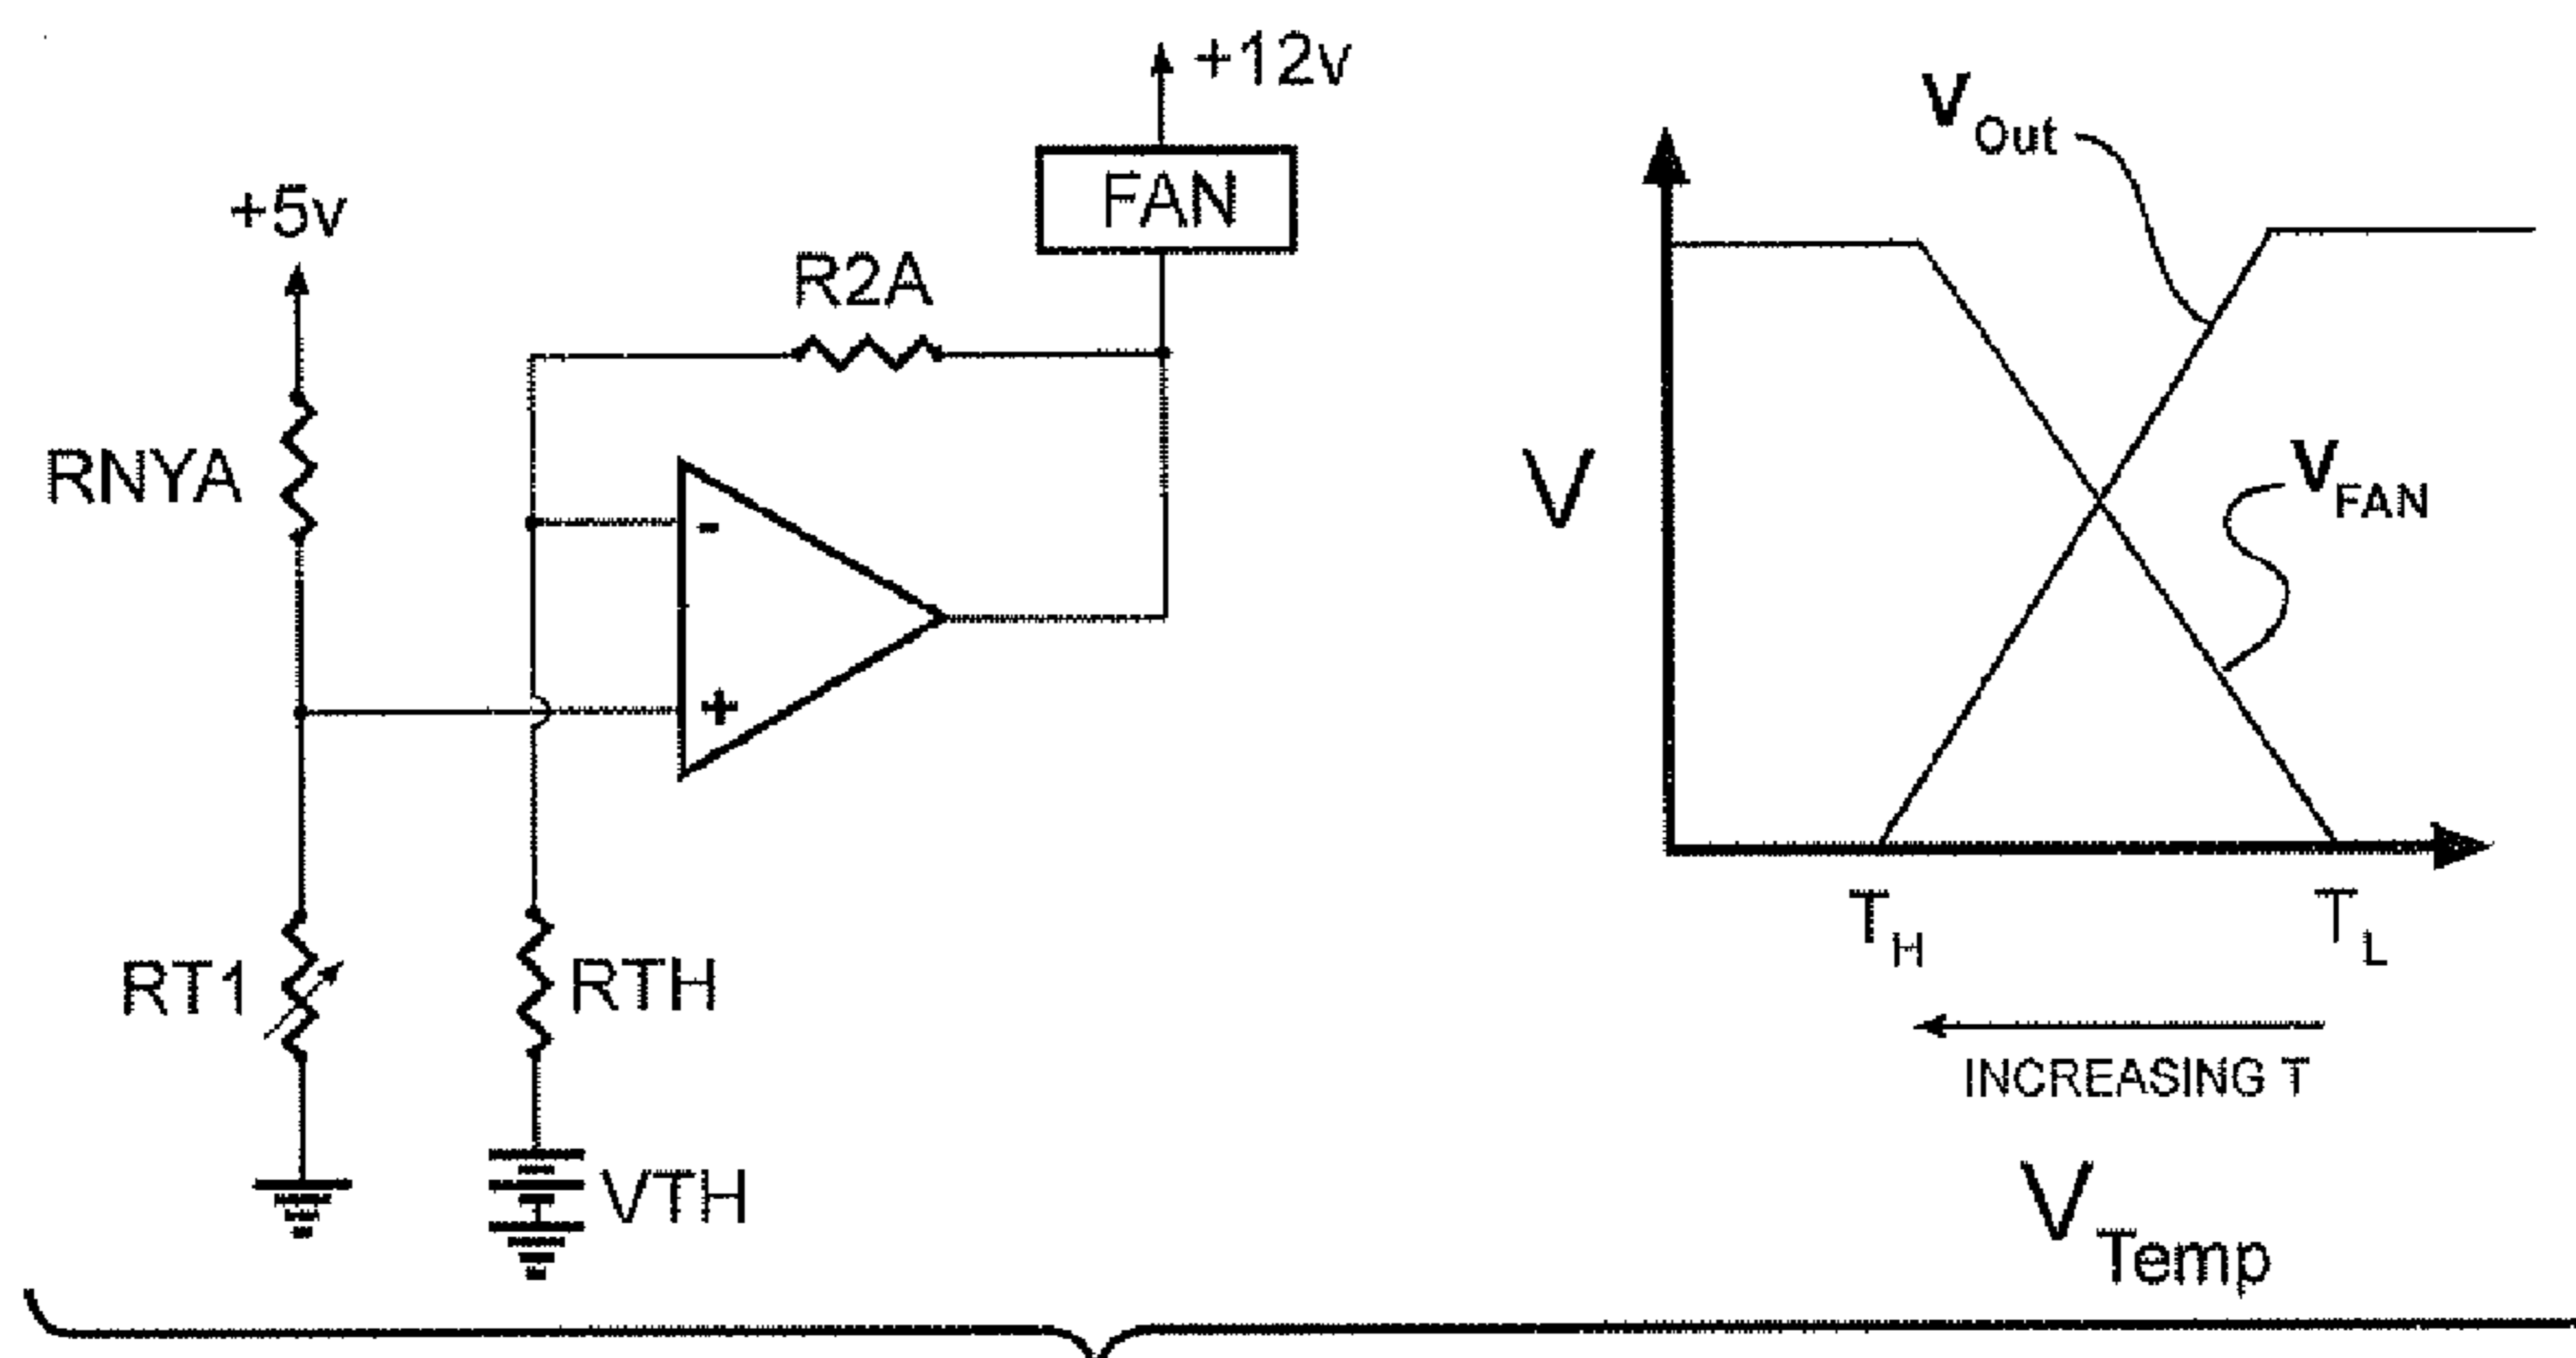 +12v
FAN
+5v
R2A
RNYA
-
+
RT1
RTH
VTH
VOut
V
VFAN
TH
TL
INCREASING T
VTemp